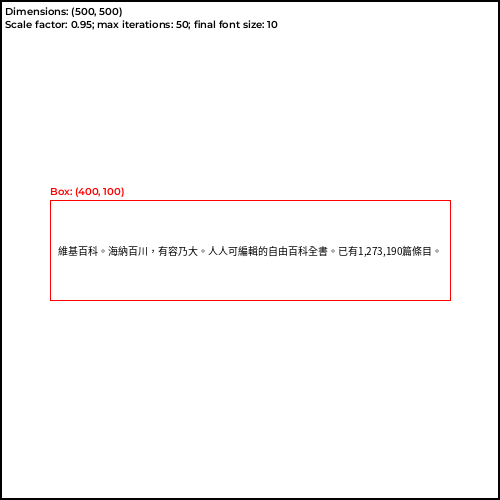 Dimensions: (500, 500)
Scale factor: 0.95; max iterations: 50; final font size: 10
Box: (400, 100)
維基百科。海納百川，有容乃大。人人可編輯的自由百科全書。已有1,273,190篇條目。